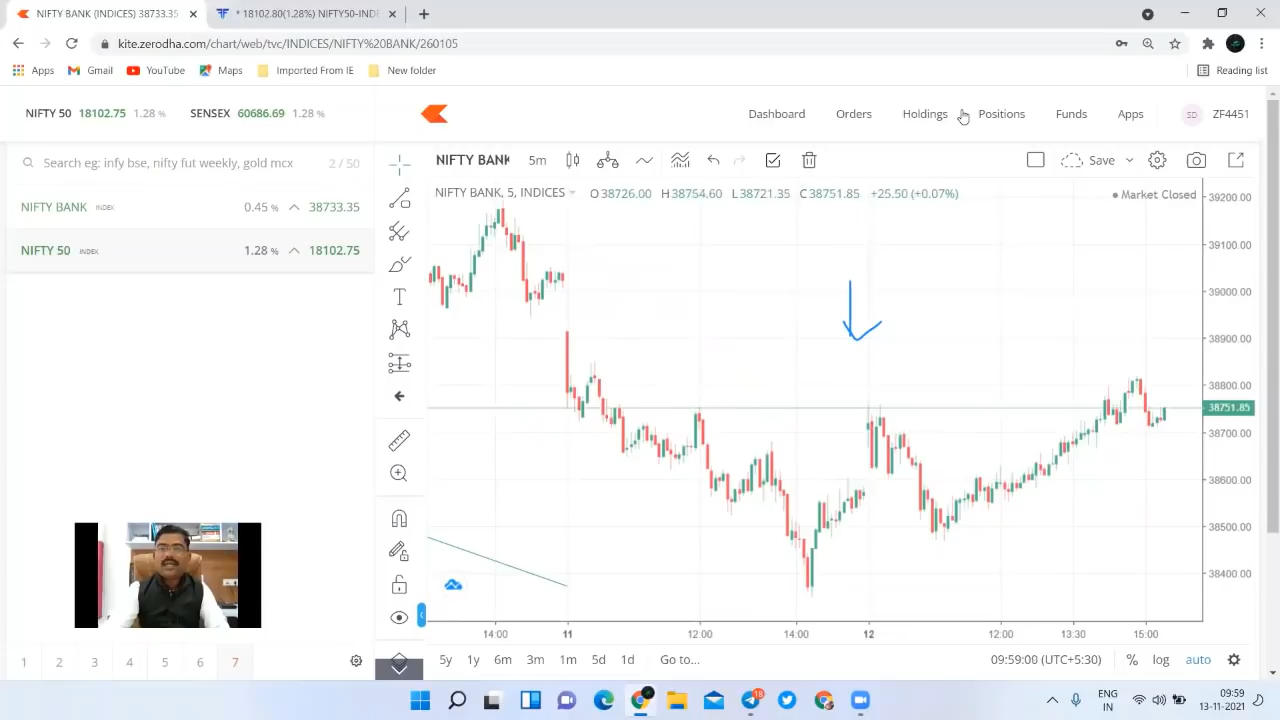 NIFTY BANK (INDICES) 38733.35
* 18102.80(1.28%) NIFTY50-INDE
kite.zerodha.com/chart/web/tvc/INDICES/NIFTY%20BANK/260105
Apps Gmail YouTube Maps Imported From IE New folder Reading list
NIFTY 50 18102.75 1.28 % SENSEX 60686.69 1.28 %
Dashboard Orders Holdings Positions Funds Apps SD ZF4451
Search eg: infy bse, nifty fut weekly, gold mcx 2 / 50
NIFTY BANK 5m Save
NIFTY BANK INDEX 0.45 % 38733.35
NIFTY 50 INDEX 1.28 % 18102.75
NIFTY BANK, 5, INDICES O38726.00 H38754.60 L38721.35 C38751.85 +25.50 (+0.07%)
Market Closed
39200.00
39100.00
39000.00
38900.00
38800.00
38751.85
38700.00
38600.00
38500.00
38400.00
14:00 11 12:00 14:00 12 12:00 13:30 15:00
1 2 3 4 5 6 7
5y 1y 6m 3m 1m 5d 1d Go to... 09:59:00 (UTC+5:30) % log auto
18
ENG
IN
09:59
13-11-2021